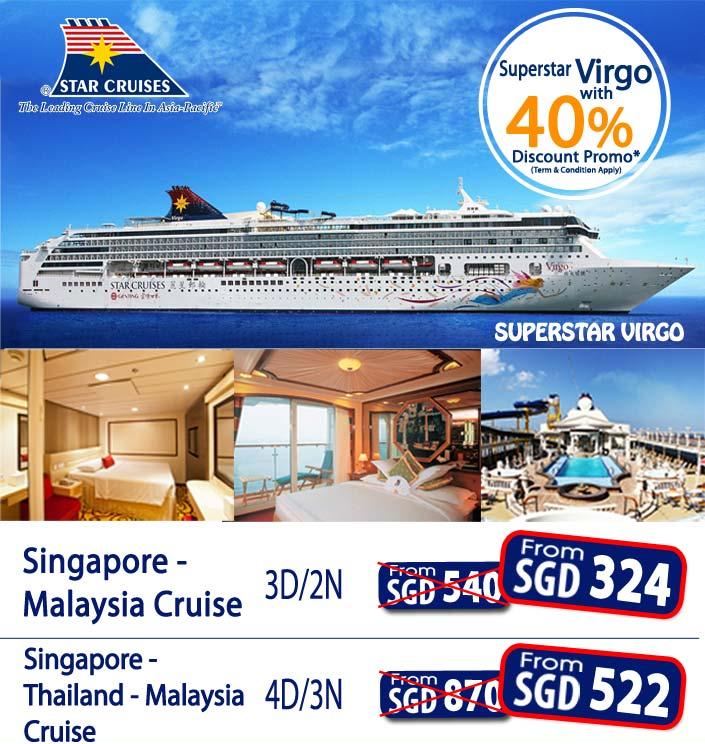 STAR CRUISES
The Leading Cruise Line In Asia-Pacific
Superstar Virgo
with
40%
Discount Promo*
(Term & Condition Apply)
Virgo
Virgo
STAR CRUISES
GENTING
SUPERSTAR VIRGO
Singapore -
Malaysia Cruise
3D/2N
From
SGD 540
From
SGD 324
Singapore -
Thailand - Malaysia
Cruise
4D/3N
From
SGD 870
From
SGD 522